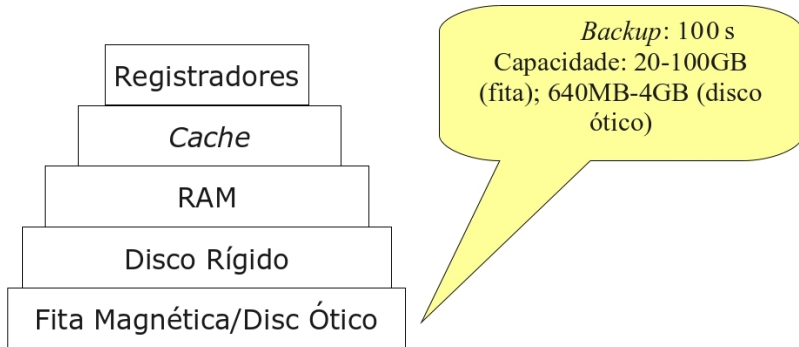 Registradores
Cache
RAM
Disco Rígido
Fita Magnética/Disc Ótico
Backup: 100 s
Capacidade: 20-100GB
(fita); 640MB-4GB (disco
ótico)